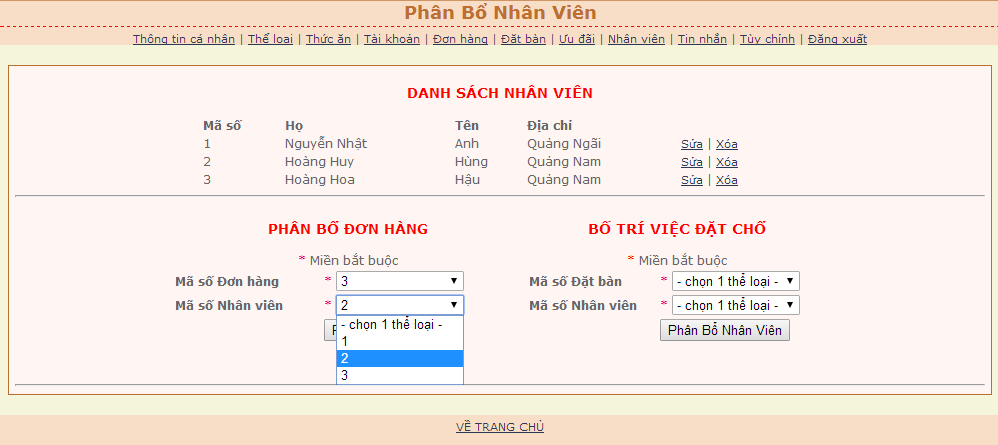 Phân Bổ Nhân Viên
Thông tin cá nhân | Thể loại | Thức ăn | Tài khoản | Đơn hàng | Đặt bàn | Ưu đãi | Nhân viên | Tin nhắn | Tùy chỉnh | Đăng xuất
DANH SÁCH NHÂN VIÊN
Mã số Họ Tên Địa chỉ
1 Nguyễn Nhật Anh Quảng Ngãi Sửa | Xóa
2 Hoàng Huy Hùng Quảng Nam Sửa | Xóa
3 Hoàng Hoa Hậu Quảng Nam Sửa | Xóa
PHÂN BỔ ĐƠN HÀNG
* Miền bắt buộc
Mã số Đơn hàng * 3
Mã số Nhân viên * 2
- chọn 1 thể loại -
1
2
3
BỐ TRÍ VIỆC ĐẶT CHỖ
* Miền bắt buộc
Mã số Đặt bàn * - chọn 1 thể loại -
Mã số Nhân viên * - chọn 1 thể loại -
Phân Bổ Nhân Viên
VỀ TRANG CHỦ